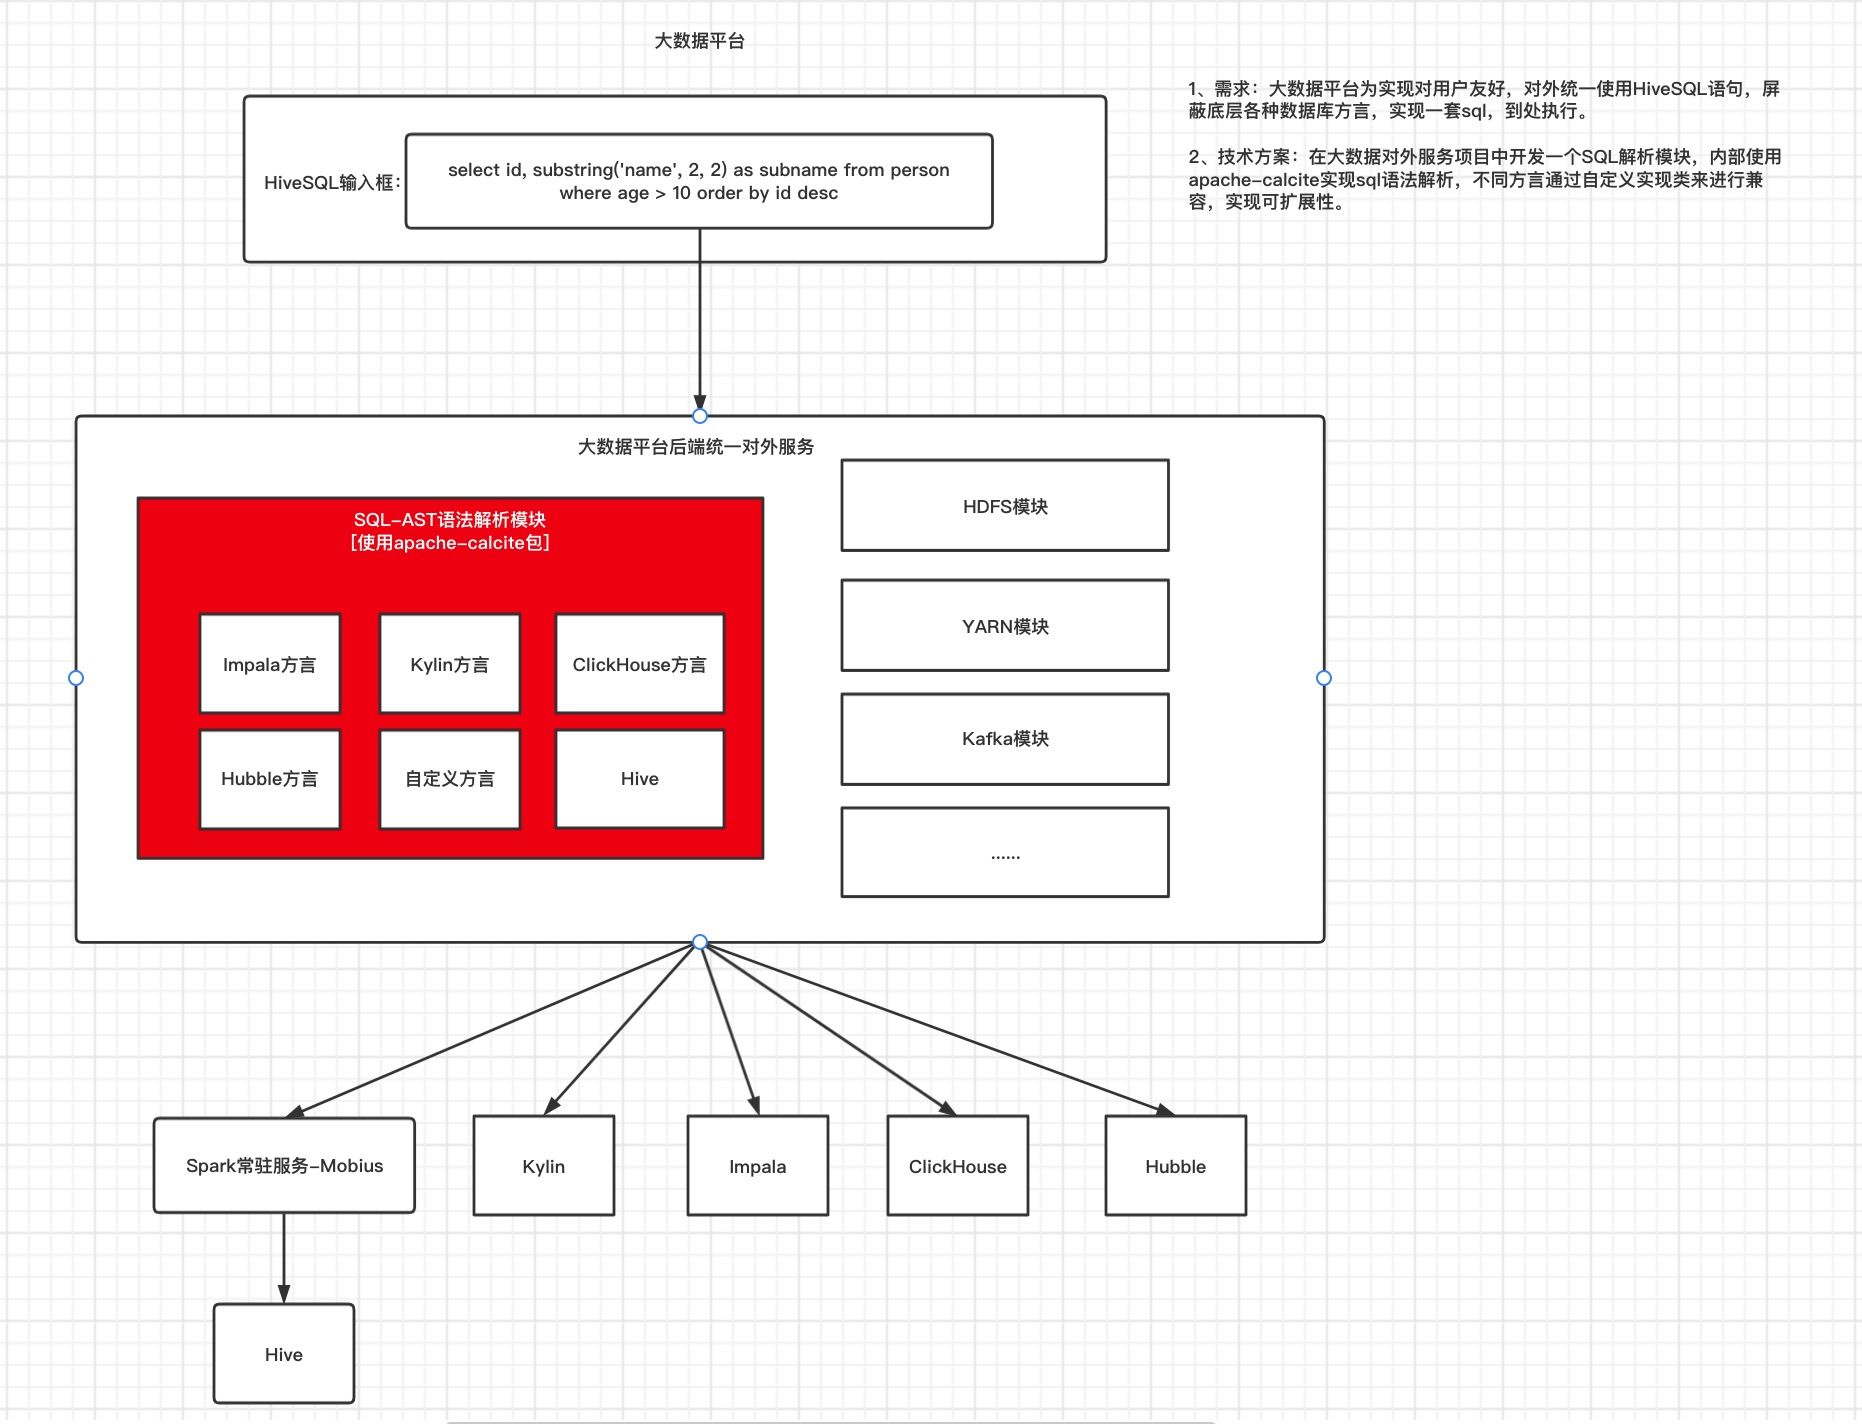 大数据平台
1、需求：大数据平台为实现对用户友好，对外统一使用HiveSQL语句，屏
蔽底层各种数据库方言，实现一套sql，到处执行。
2、技术方案：在大数据对外服务项目中开发一个SQL解析模块，内部使用
apache-calcite实现sql语法解析，不同方言通过自定义实现类来进行兼
容，实现可扩展性。
HiveSQL输入框：
select id, substring('name', 2, 2) as subname from person
where age > 10 order by id desc
大数据平台后端统一对外服务
SQL-AST语法解析模块
[使用apache-calcite包]
Impala方言
Kylin方言
ClickHouse方言
Hubble方言
自定义方言
Hive
HDFS模块
YARN模块
Kafka模块
......
Spark常驻服务-Mobius
Kylin
Impala
ClickHouse
Hubble
Hive